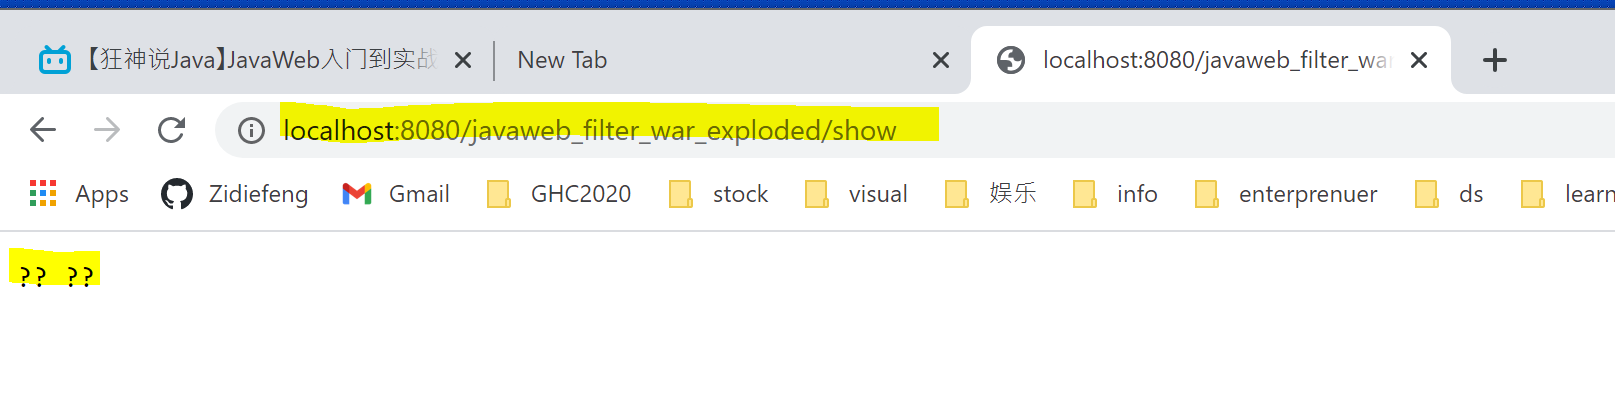 【狂神说Java】JavaWeb入门到实战
New Tab
localhost:8080/javaweb_filter_wa
localhost:8080/javaweb_filter_war_exploded/show
Apps
Zidiefeng
Gmail
GHC2020
stock
visual
娱乐
info
enterprenuer
ds
learn
?? ??